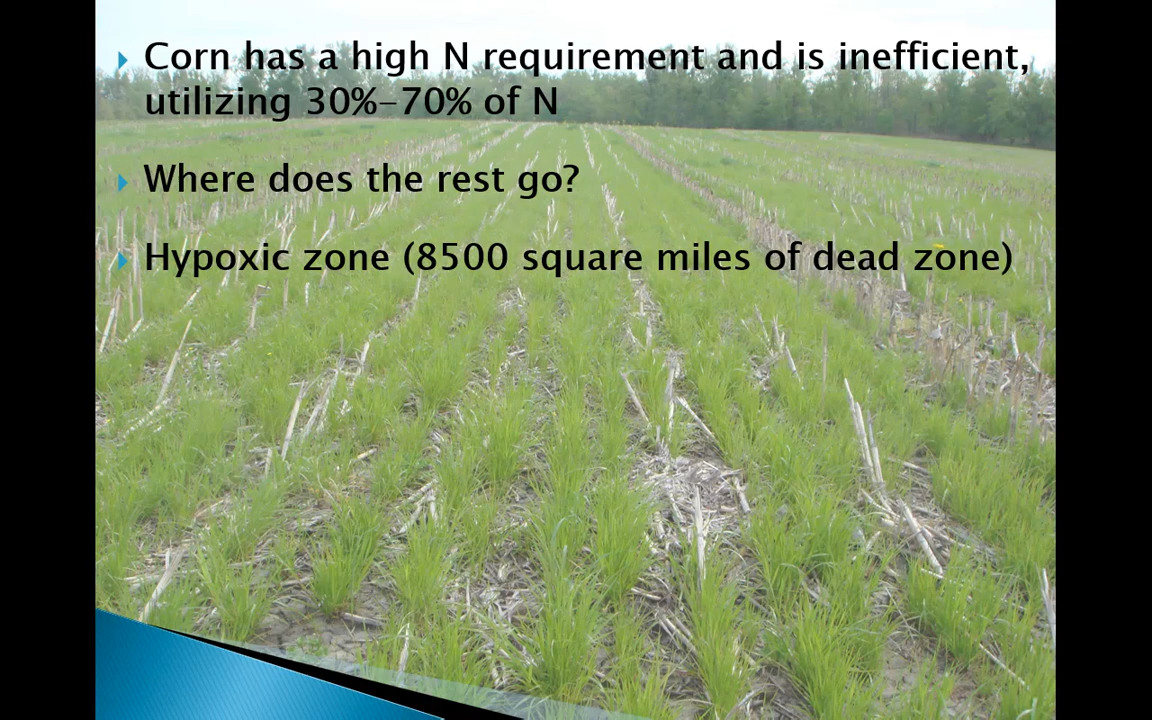 Corn has a high N requirement and is inefficient,
utilizing 30%-70% of N
Where does the rest go?
Hypoxic zone (8500 square miles of dead zone)